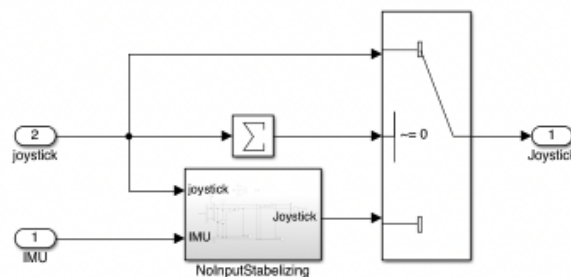 2
joystick
∑
~= 0
1
Joystick
joystick
Joystick
IMU
1
IMU
NoInputStabelizing